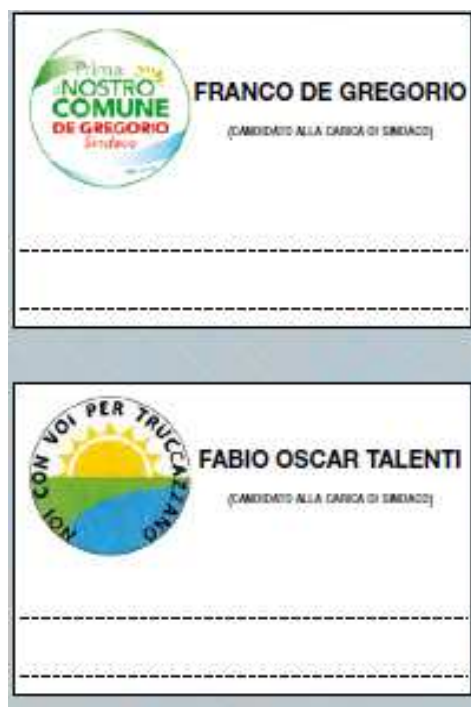 Prima
NOSTRO
COMUNE
DE GREGORIO
Sindaco
FRANCO DE GREGORIO
(CANDIDATO ALLA CARICA DI SINDACO)
NOI CON VOI PER TRUCCAZZANO
FABIO OSCAR TALENTI
(CANDIDATO ALLA CARICA DI SINDACO)